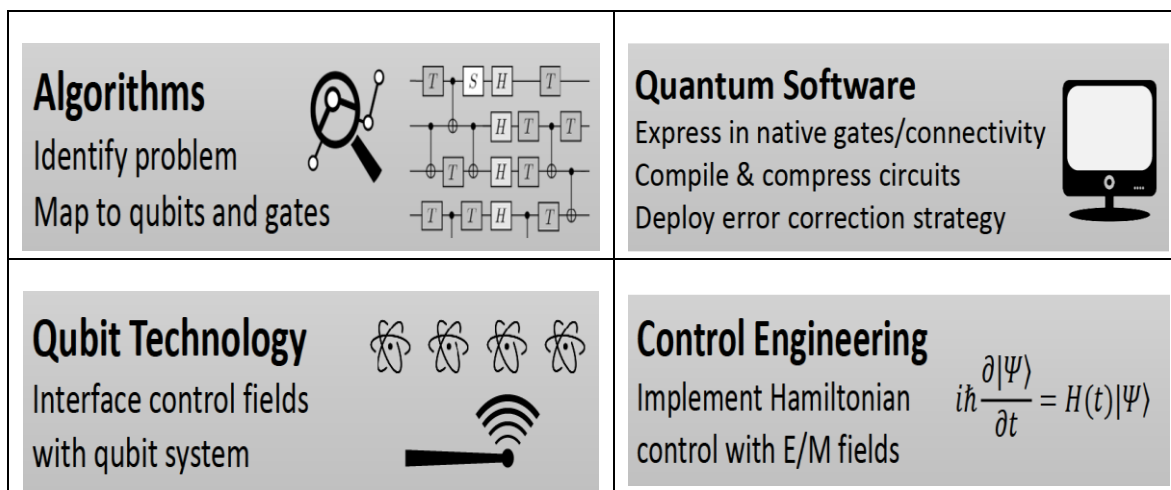 Algorithms
Identify problem
Map to qubits and gates
T S H T
H T T
T H T
T T H T
Quantum Software
Express in native gates/connectivity
Compile & compress circuits
Deploy error correction strategy
Qubit Technology
Interface control fields
with qubit system
Control Engineering
Implement Hamiltonian
control with E/M fields
iħ ∂|Ψ⟩/∂t = H(t)|Ψ⟩